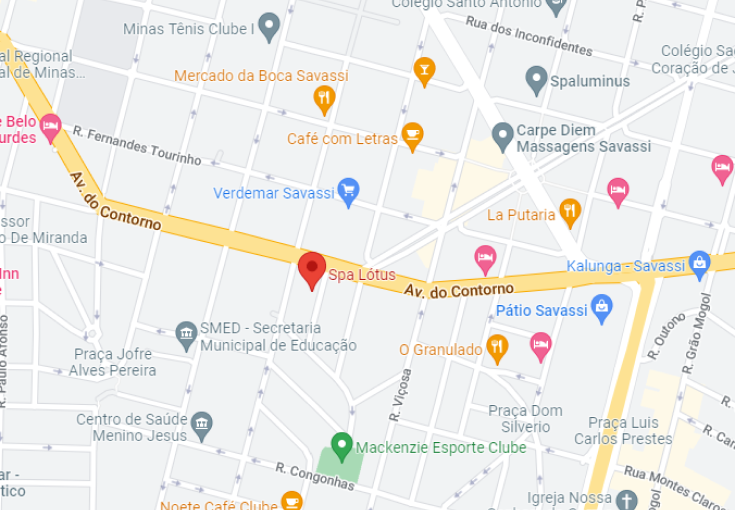 Colégio Santo Antônio
Minas Tênis Clube I
Rua dos Inconfidentes
al Regional
al de Minas...
Colégio Sa
Coração de J
Mercado da Boca Savassi
Spaluminus
e Belo
urdes
R. Fernandes Tourinho
Café com Letras
Carpe Diem
Massagens Savassi
Av. do Contorno
Verdemar Savassi
La Putaria
ssor
o De Miranda
Inn
e
Spa Lótus
Kalunga - Savassi
Av. do Contorno
Pátio Savassi
SMED - Secretaria
Municipal de Educação
O Granulado
R. Outono
R. Grão Mogol
R. Paulo Afonso
Praça Jofre
Alves Pereira
R. Viçosa
Praça Dom
Silverio
Praça Luis
Carlos Prestes
Centro de Saúde
Menino Jesus
Mackenzie Esporte Clube
R. Congonhas
R. Car
Rua Montes Claros
ar -
tico
Noete Café Clube
Igreja Nossa
ogol